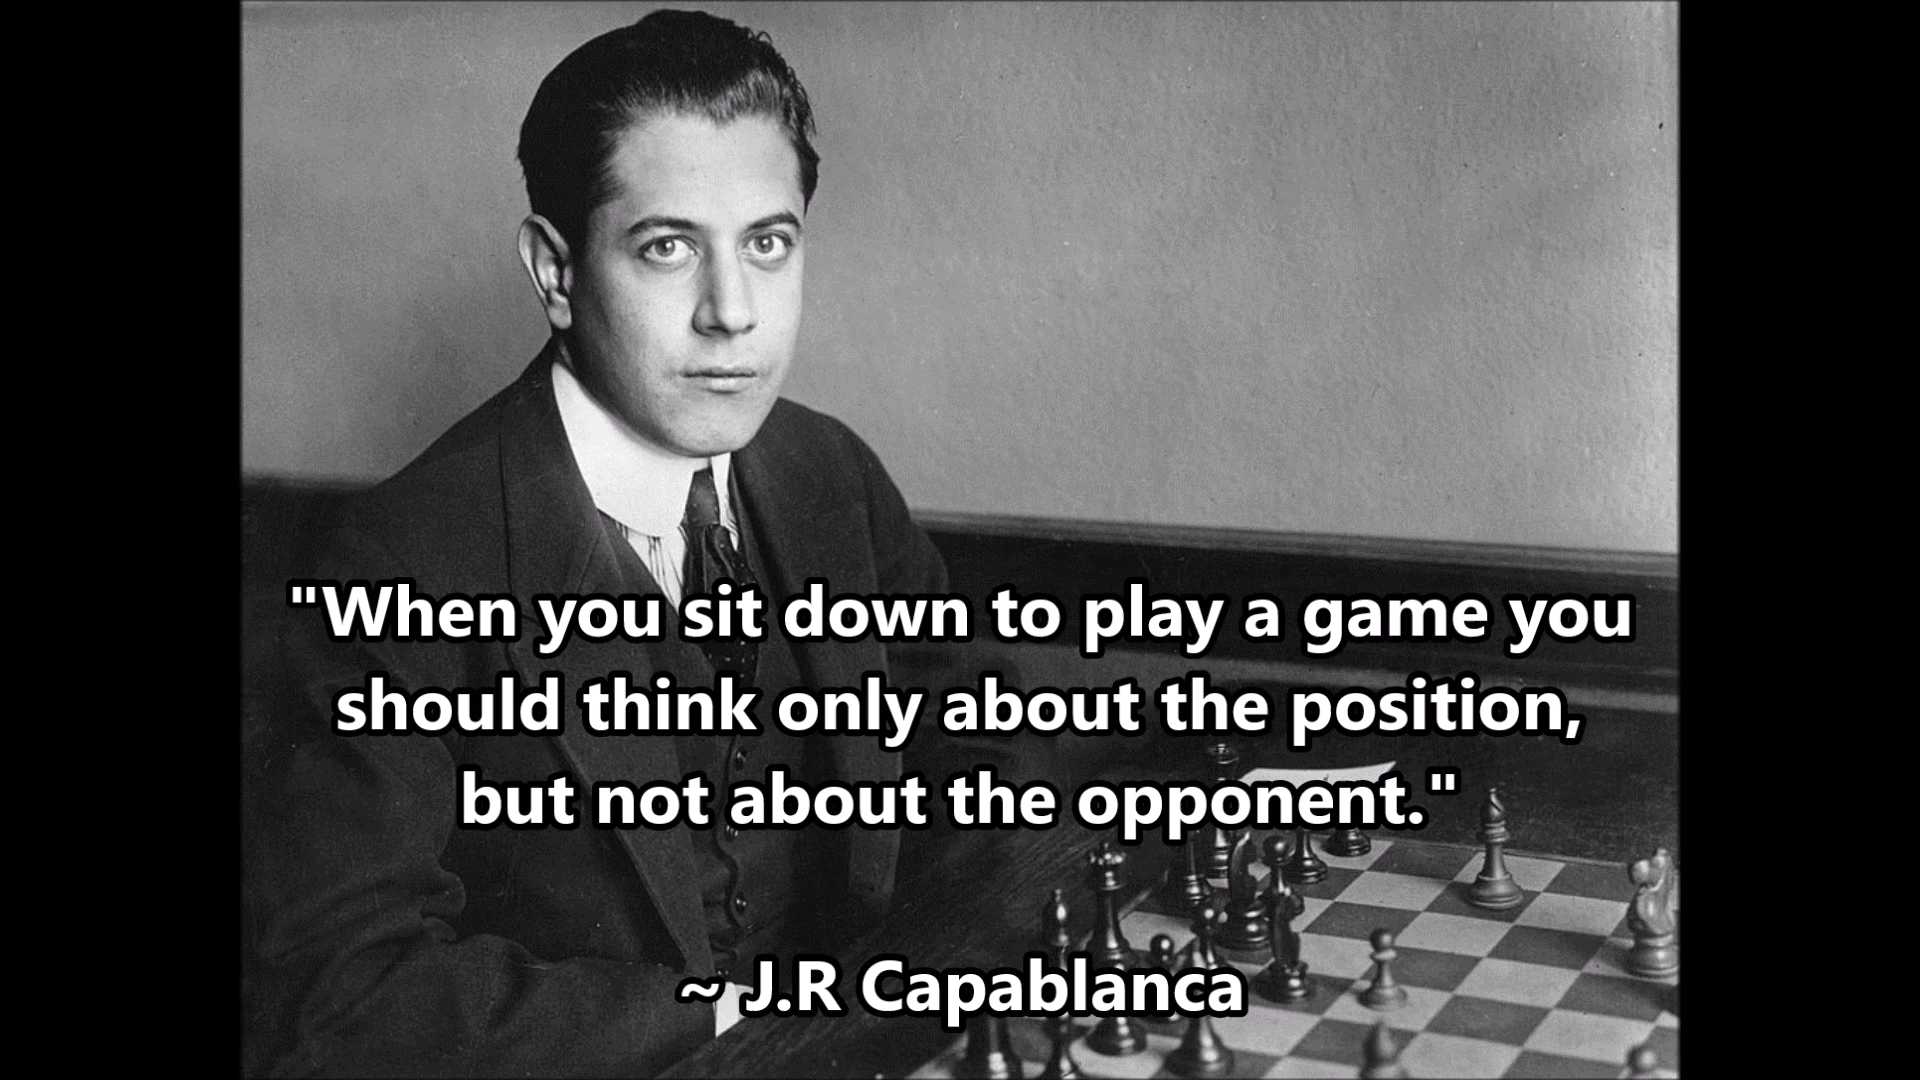 "When you sit down to play a game you
should think only about the position,
but not about the opponent."
~ J.R Capablanca